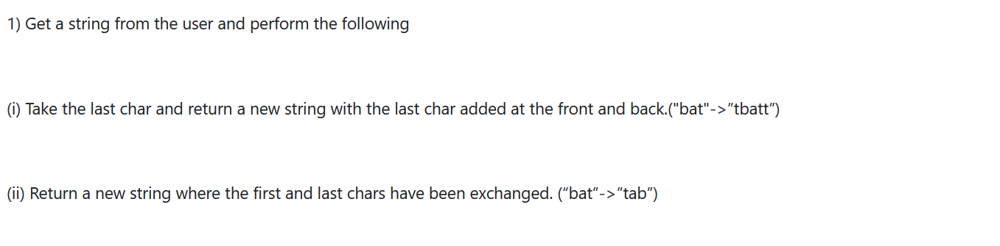 1) Get a string from the user and perform the following
(i) Take the last char and return a new string with the last char added at the front and back.("bat"->”tbatt”)
(ii) Return a new string where the first and last chars have been exchanged. (“bat”->”tab”)